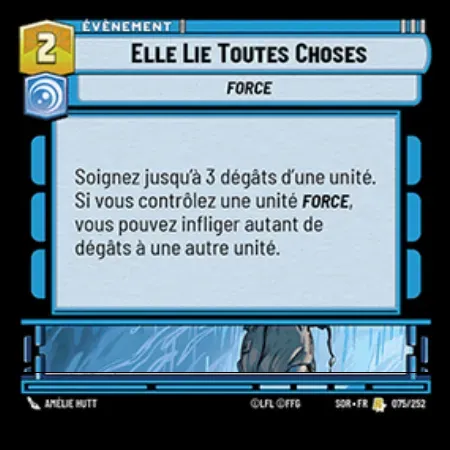 ÉVÈNEMENT
2
ELLE LIE TOUTES CHOSES
FORCE
Soignez jusqu'à 3 dégâts d'une unité.
Si vous contrôlez une unité FORCE,
vous pouvez infliger autant de
dégâts à une autre unité.
AMÉLIE HUTT
©LFL ©FFG
SOR • FR
075/252